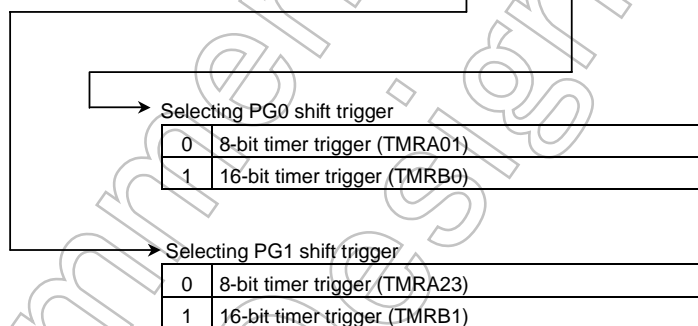 Selecting PG0 shift trigger
0 8-bit timer trigger (TMRA01)
1 16-bit timer trigger (TMRB0)
Selecting PG1 shift trigger
0 8-bit timer trigger (TMRA23)
1 16-bit timer trigger (TMRB1)